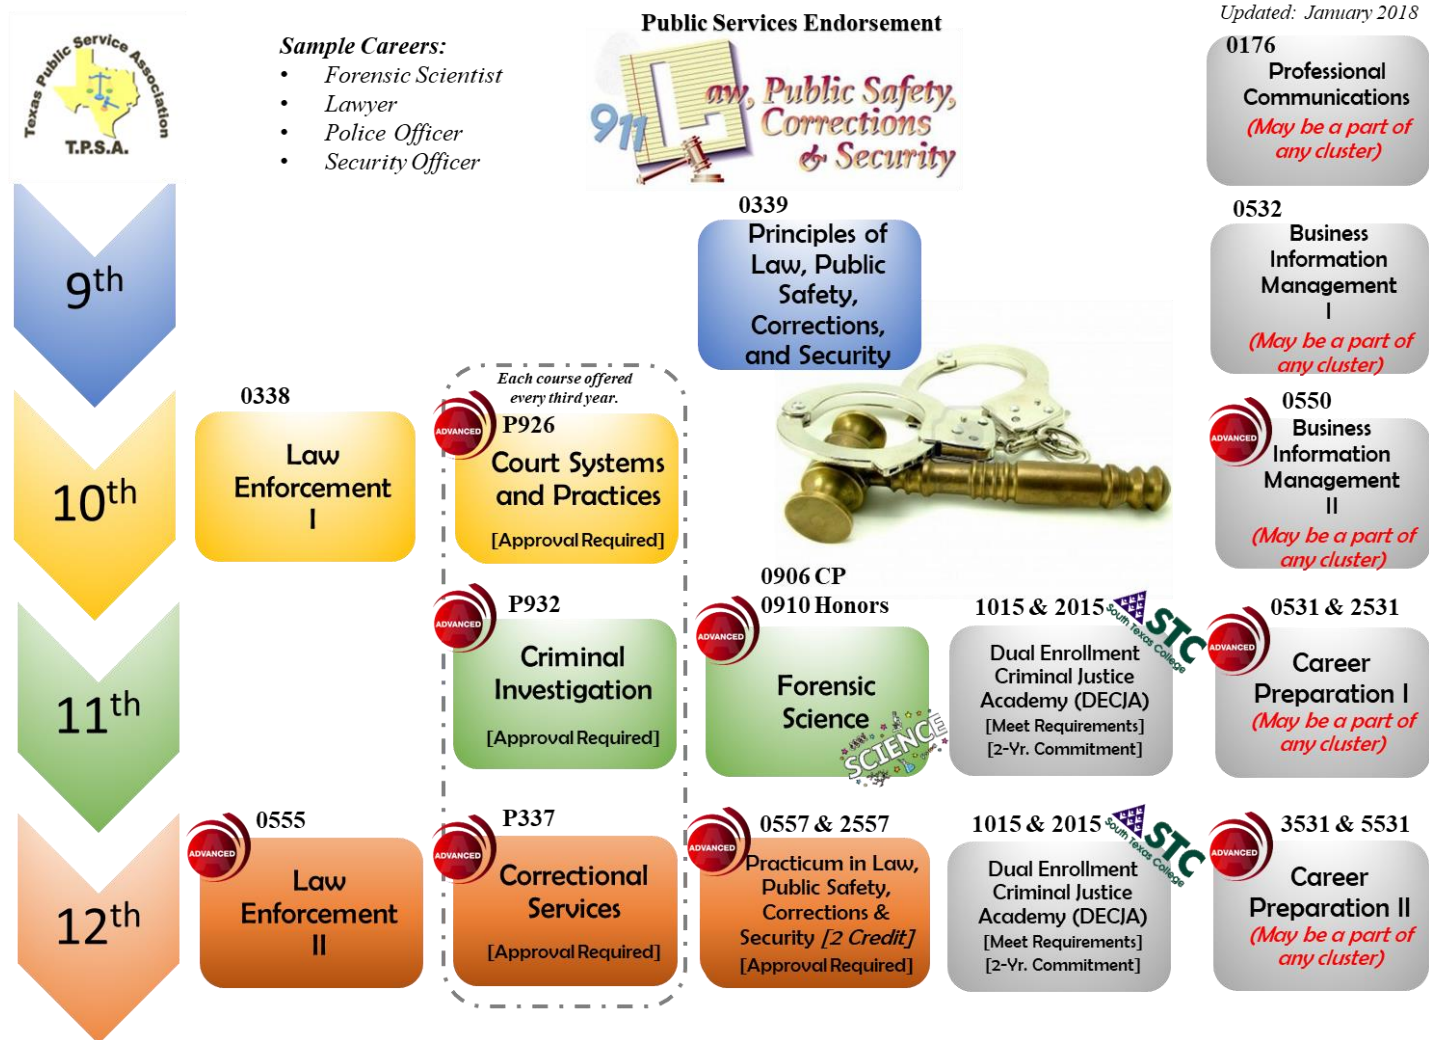 Texas Public Service Association
T.P.S.A.
Sample Careers:
• Forensic Scientist
• Lawyer
• Police Officer
• Security Officer
Public Services Endorsement
911
Law, Public Safety,
Corrections
& Security
Updated: January 2018
0176
Professional
Communications
(May be a part of
any cluster)
9th
0339
Principles of
Law, Public
Safety,
Corrections,
and Security
0532
Business
Information
Management
I
(May be a part of
any cluster)
10th
0338
Law
Enforcement
I
Each course offered
every third year.
ADVANCED
P926
Court Systems
and Practices
[Approval Required]
ADVANCED
0550
Business
Information
Management
II
(May be a part of
any cluster)
11th
ADVANCED
P932
Criminal
Investigation
[Approval Required]
ADVANCED
0906 CP
0910 Honors
Forensic
Science
SCIENCE
1015 & 2015
STC
South Texas College
Dual Enrollment
Criminal Justice
Academy (DECJA)
[Meet Requirements]
[2-Yr. Commitment]
ADVANCED
0531 & 2531
Career
Preparation I
(May be a part of
any cluster)
12th
ADVANCED
0555
Law
Enforcement
II
ADVANCED
P337
Correctional
Services
[Approval Required]
ADVANCED
0557 & 2557
Practicum in Law,
Public Safety,
Corrections &
Security [2 Credit]
[Approval Required]
1015 & 2015
STC
South Texas College
Dual Enrollment
Criminal Justice
Academy (DECJA)
[Meet Requirements]
[2-Yr. Commitment]
ADVANCED
3531 & 5531
Career
Preparation II
(May be a part of
any cluster)